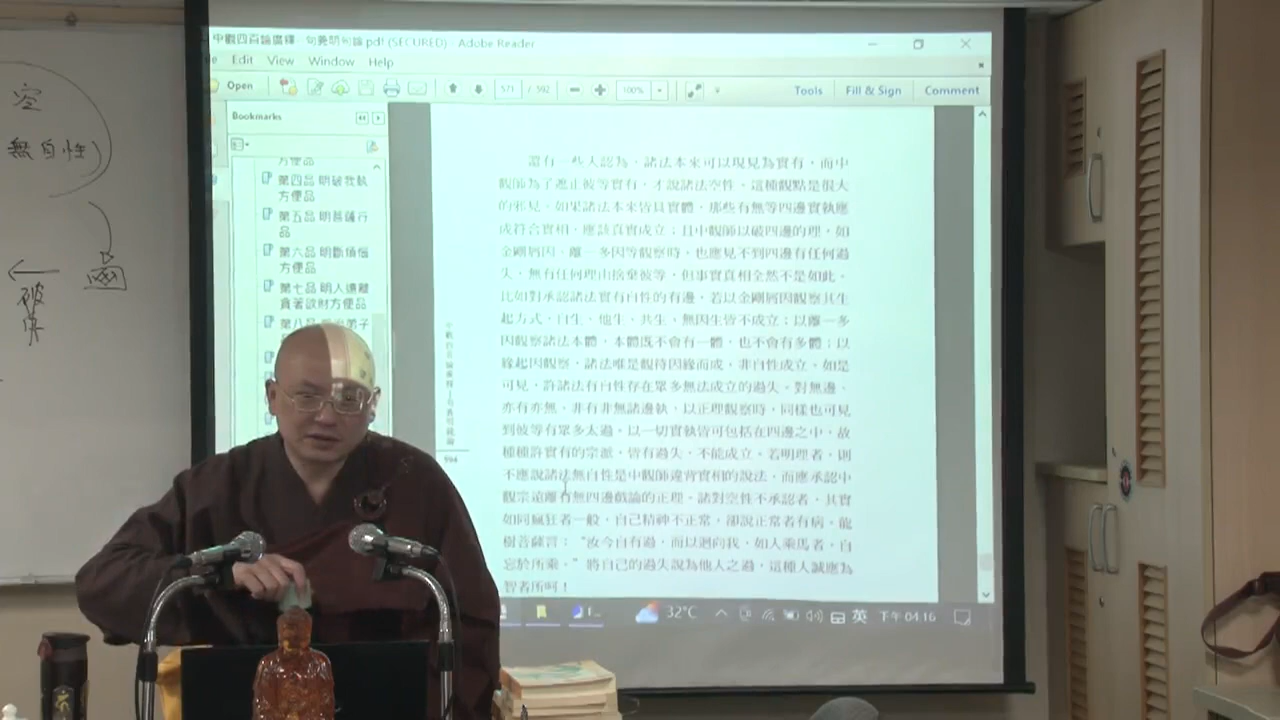 空
無自性)
破
中觀四百論廣釋 句義明句論.pdf (SECURED) - Adobe Reader
Edit View Window Help
Open 571 / 592 100% Tools Fill & Sign Comment
Bookmarks
方便品
第四品 明破我執
方便品
第五品 明菩薩行
品
第六品 明斷煩惱
方便品
第七品 明人遠離
貪著欲財方便品
還有一些人認為，諸法本來可以現見為實有，而中
觀師為了遮止彼等實有，才說諸法空性。這種觀點是很大
的邪見。如果諸法本來皆具實體，那些有無等四邊實執應
成符合實相，應該真實成立；且中觀師以破四邊的理，如
金剛屑因、離一多因等觀察時，也應見不到四邊有任何過
失，無有任何理由捨棄彼等，但事實真相全然不是如此。
比如對承認諸法實有自性的有邊，若以金剛屑因觀察其生
起方式，自生、他生、共生、無因生皆不成立；以離一多
因觀察諸法本體，本體既不會有一體，也不會有多體；以
緣起因觀察，諸法唯是觀待因緣而成，非自性成立。如是
可見，許諸法有自性存在眾多無法成立的過失。對無邊、
亦有亦無、非有非無諸邊執，以正理觀察時，同樣也可見
到彼等有眾多太過，以一切實執皆可包括在四邊之中，故
種種許實有的宗派，皆有過失，不能成立。若明理者，則
不應說諸法無自性是中觀師違背實相的說法，而應承認中
觀宗遠離有無四邊戲論的正理。諸對空性不承認者，其實
如同瘋狂者一般，自己精神不正常，卻說正常者有病。龍
樹菩薩言："汝今自有過，而以迴向我，如人乘馬者，自
忘於所乘。"將自己的過失說為他人之過，這種人誠應為
智者所呵！
594
32°C 英 下午 04:16